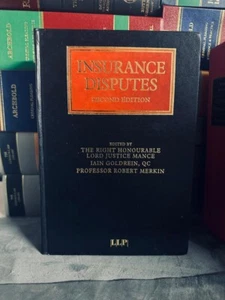 INSURANCE
DISPUTES
SECOND EDITION
EDITED BY
THE RIGHT HONOURABLE
LORD JUSTICE MANCE
IAIN GOLDREIN, QC
PROFESSOR ROBERT MERKIN
LLP
ARCHBOLD
ARCHBOLD